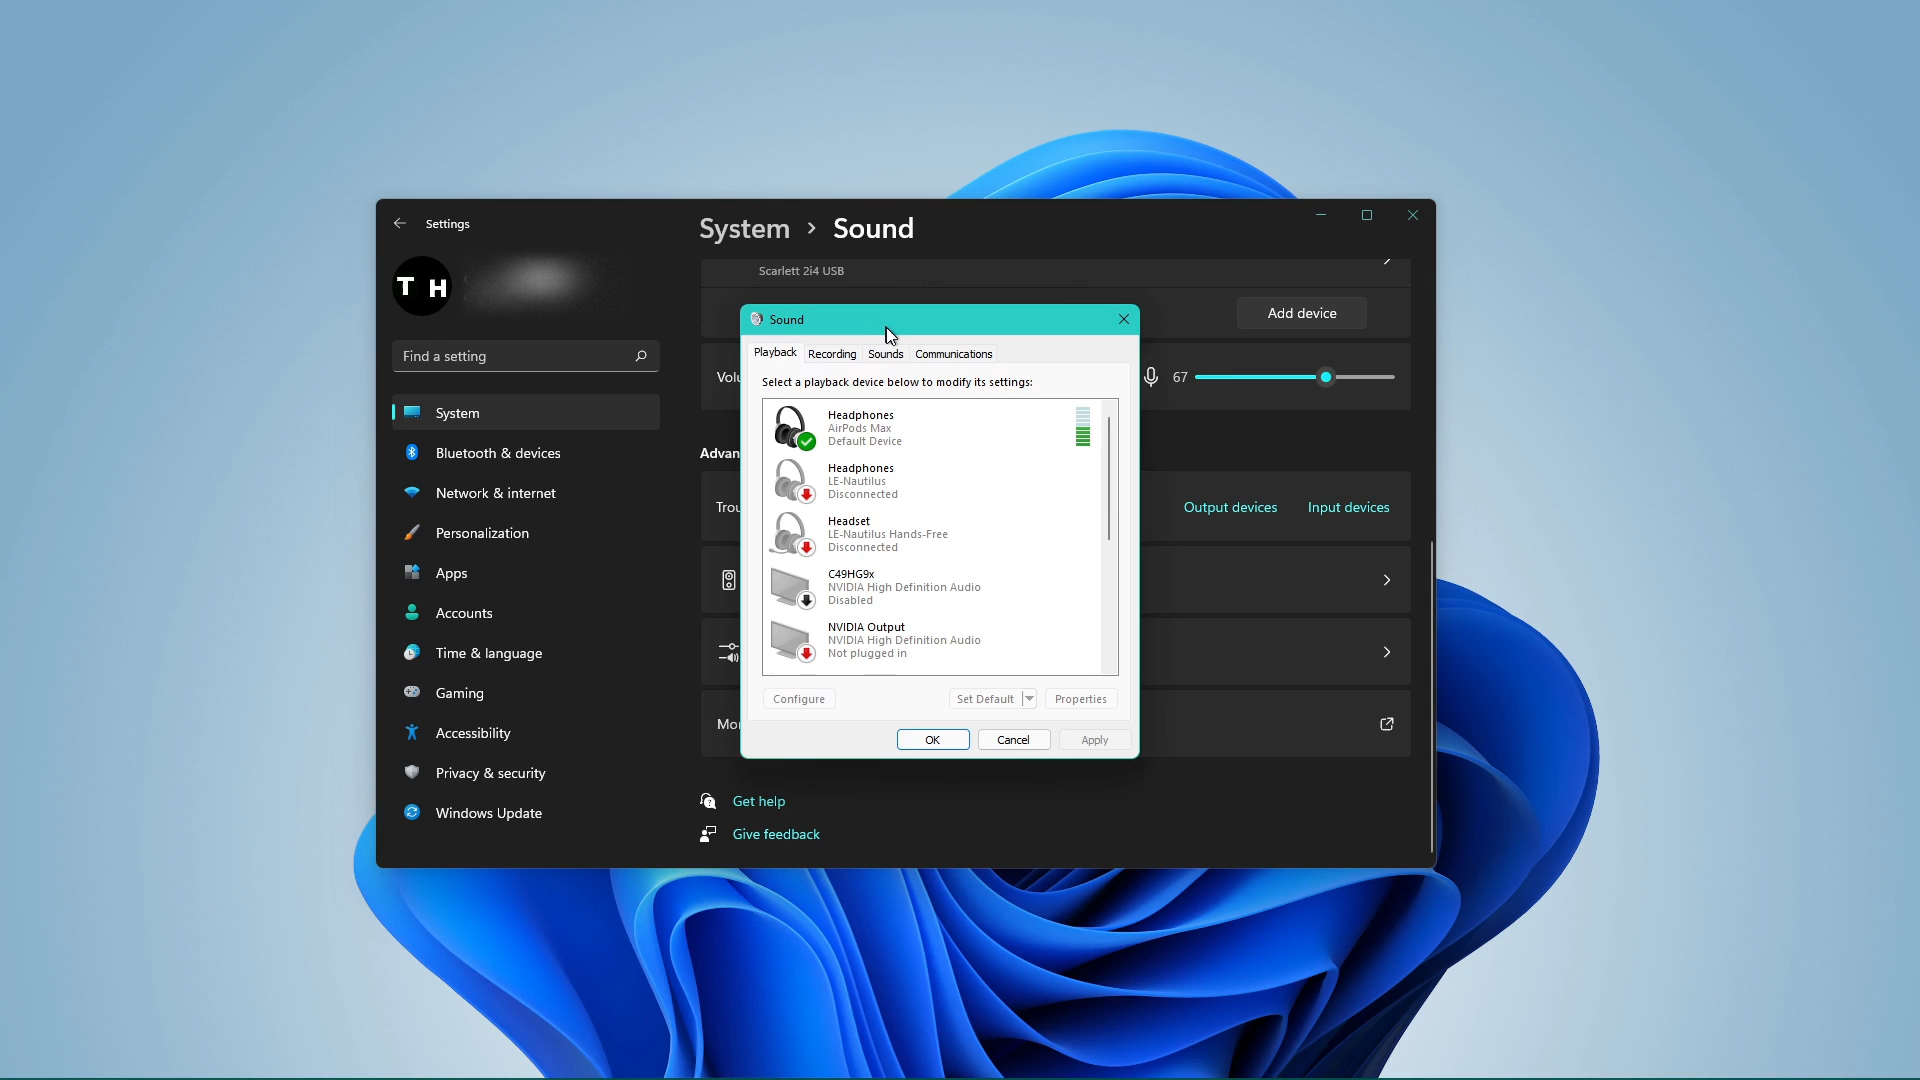 Settings
System > Sound
T H
Scarlett 2i4 USB
Add device
Find a setting
System
Bluetooth & devices
Network & internet
Personalization
Apps
Accounts
Time & language
Gaming
Accessibility
Privacy & security
Windows Update
Volu
67
Advan
Trou
Output devices
Input devices
Mor
Get help
Give feedback
Sound
Playback
Recording
Sounds
Communications
Select a playback device below to modify its settings:
Headphones
AirPods Max
Default Device
Headphones
LE-Nautilus
Disconnected
Headset
LE-Nautilus Hands-Free
Disconnected
C49HG9x
NVIDIA High Definition Audio
Disabled
NVIDIA Output
NVIDIA High Definition Audio
Not plugged in
Configure
Set Default
Properties
OK
Cancel
Apply